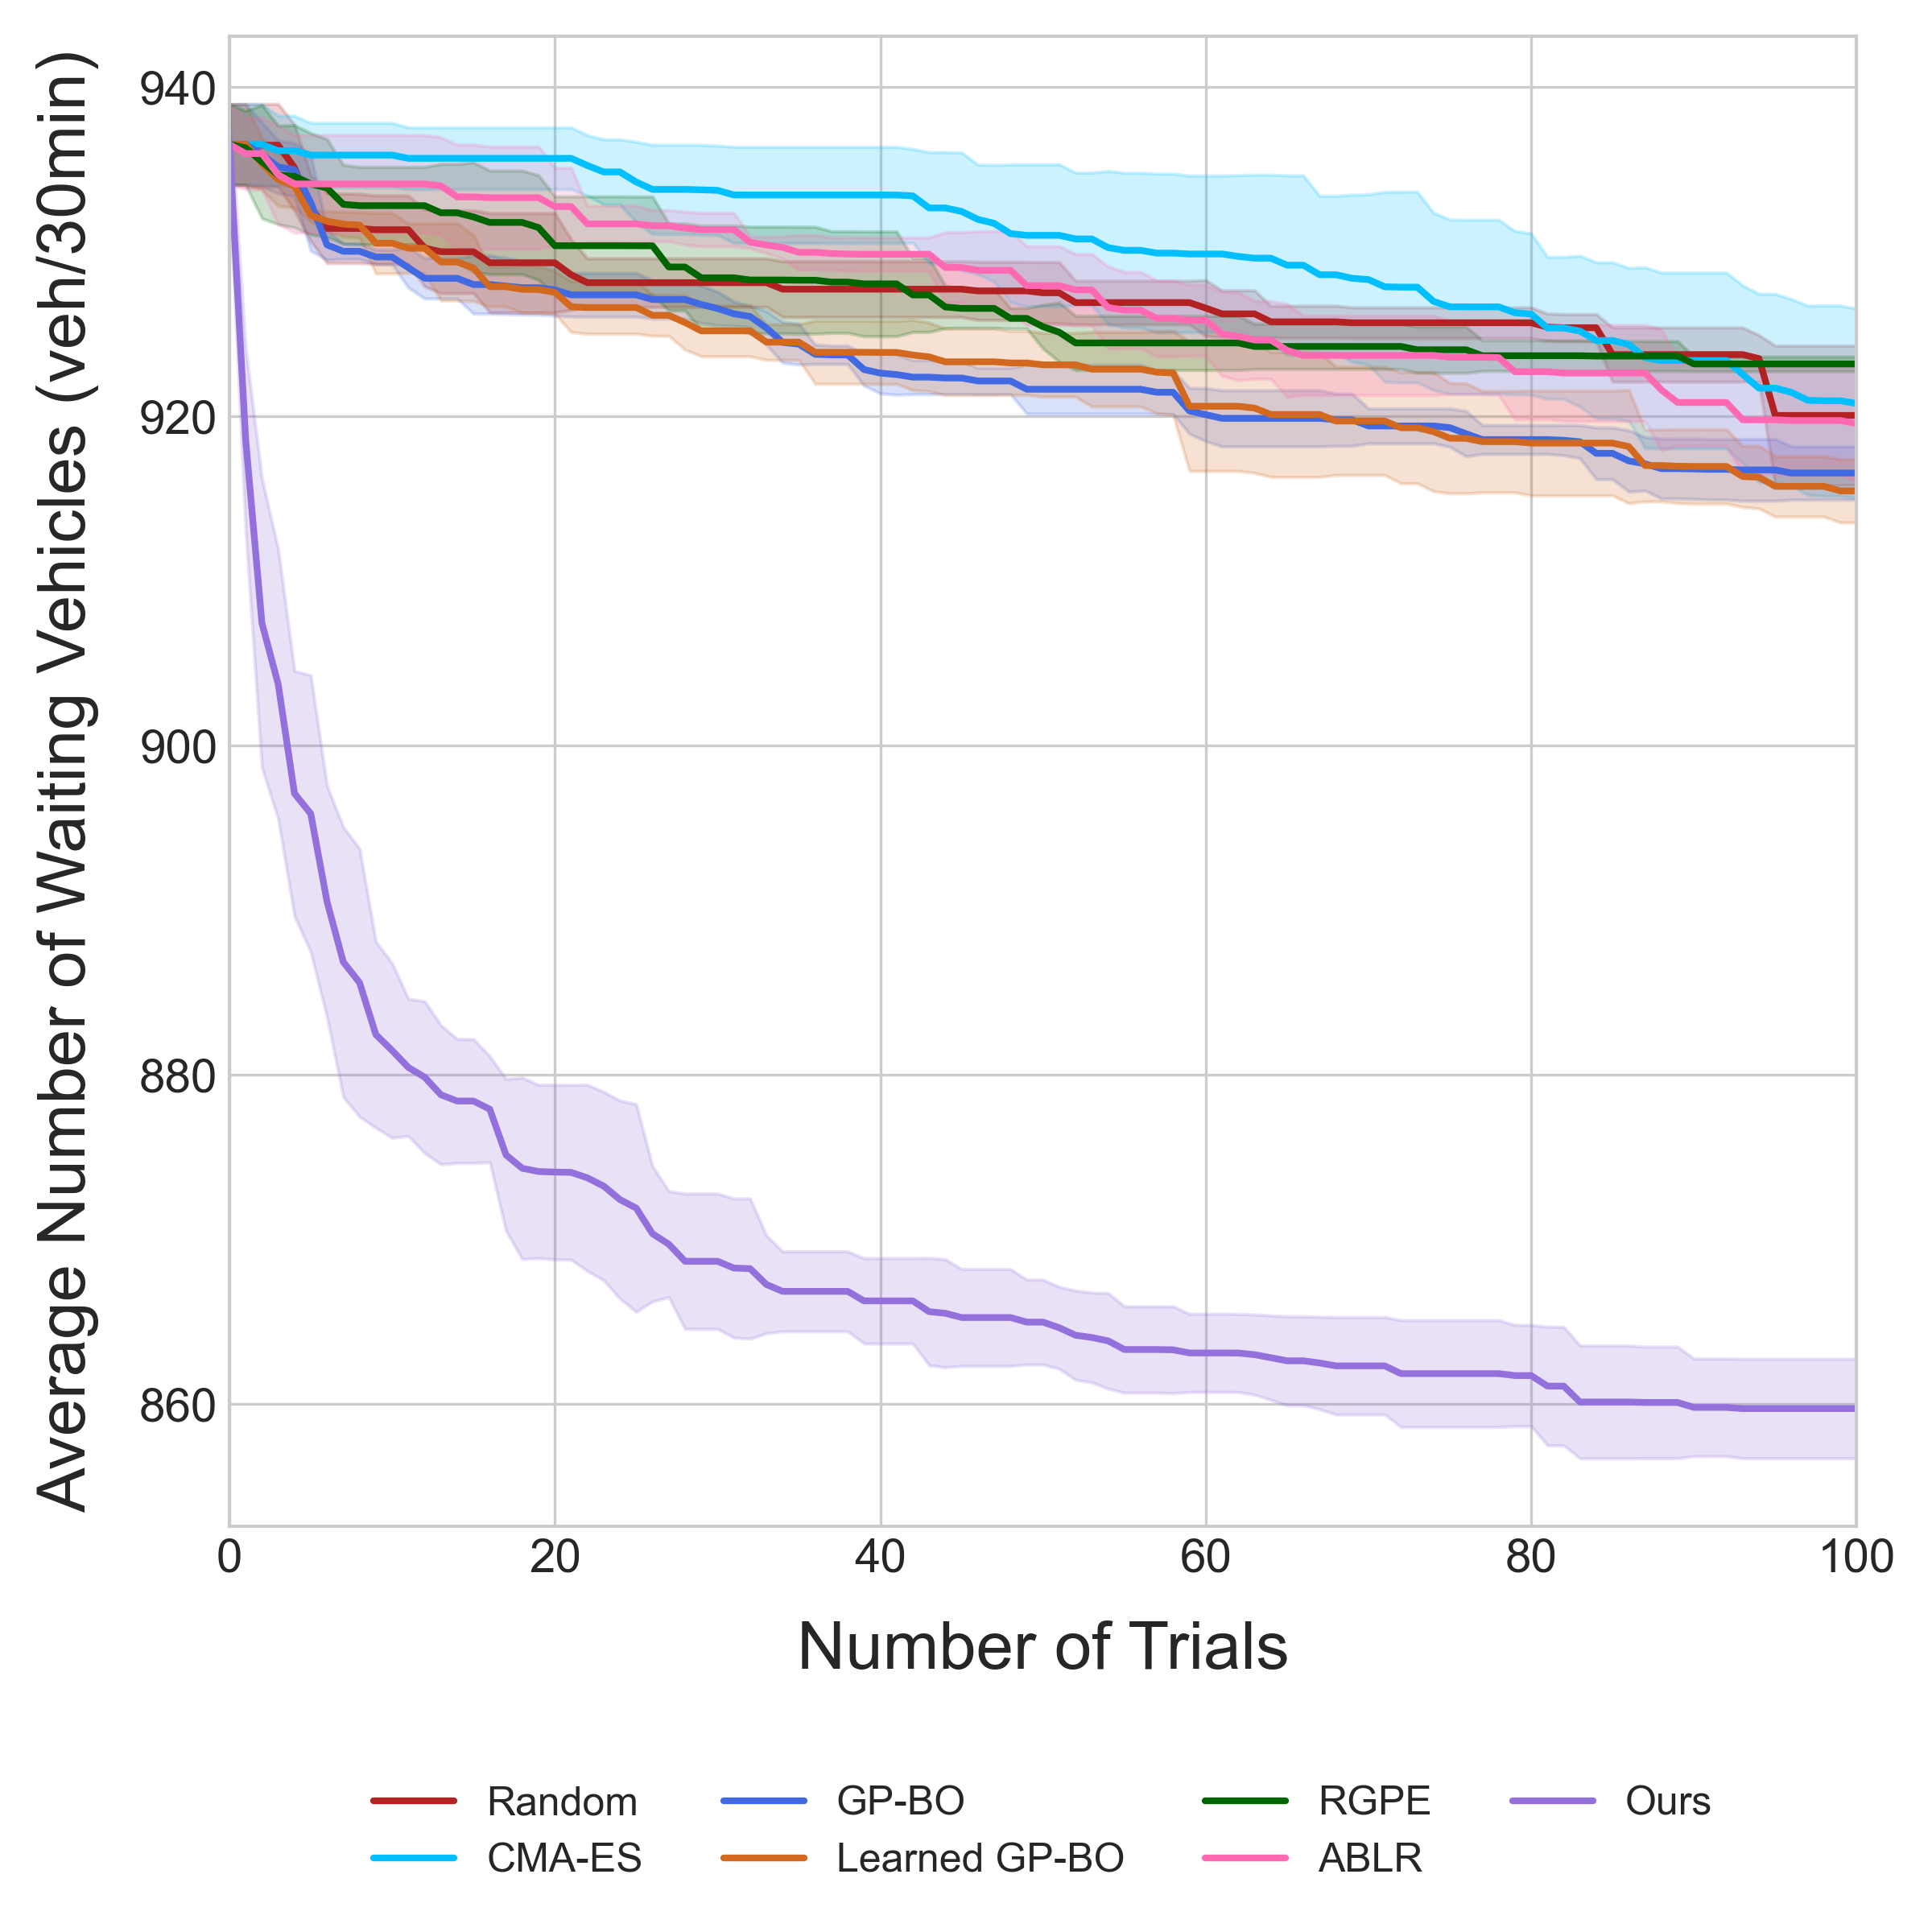 Average Number of Waiting Vehicles (veh/30min)
940
920
900
880
860
0 20 40 60 80 100
Number of Trials
Random GP-BO RGPE Ours
CMA-ES Learned GP-BO ABLR